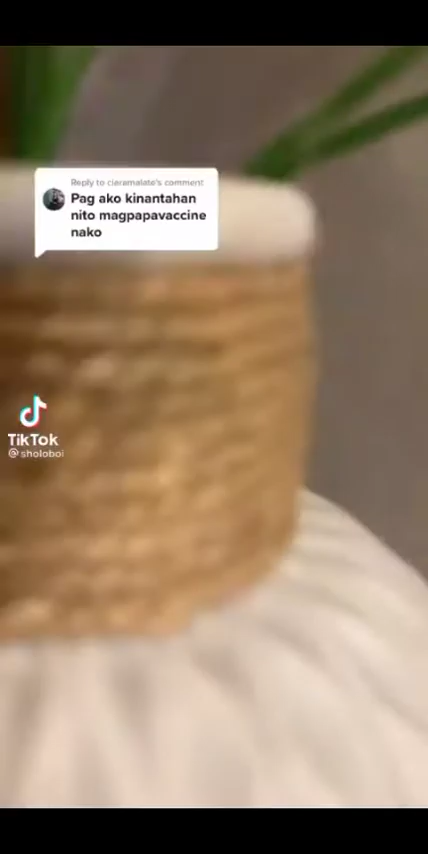 Reply to cieramalate's comment
Pag ako kinantahan
nito magpapavaccine
nako
TikTok
@sholoboi